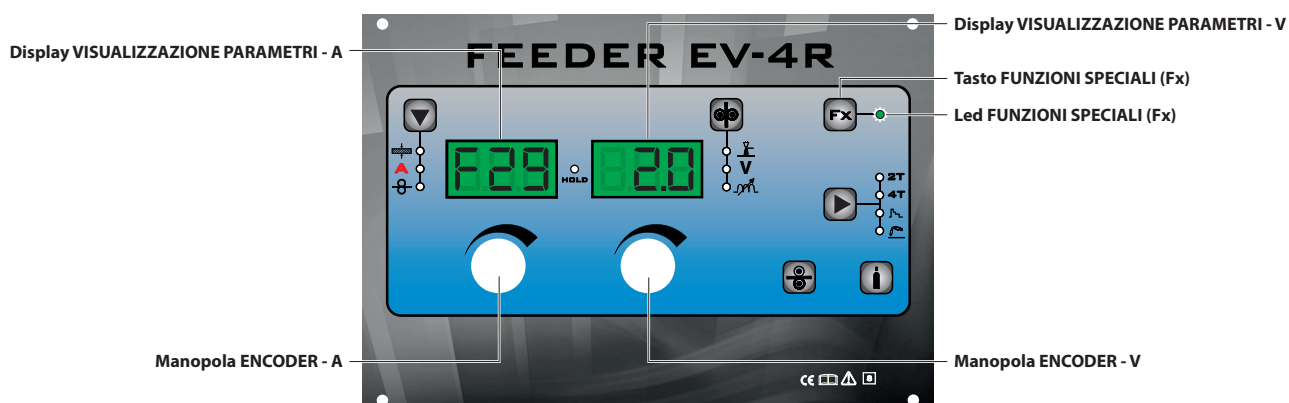 Display VISUALIZZAZIONE PARAMETRI - V
Display VISUALIZZAZIONE PARAMETRI - A
FEEDER EV-4R
Tasto FUNZIONI SPECIALI (Fx)
FX
Led FUNZIONI SPECIALI (Fx)
A
F29
HOLD
2.0
V
2T
4T
Manopola ENCODER - A
Manopola ENCODER - V
CE
S